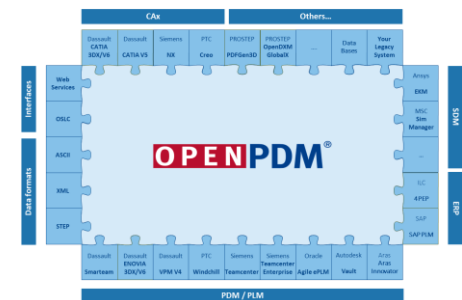 CAx
Others...
Dassault
CATIA
3DX/V6
Dassault
CATIA V5
Siemens
NX
PTC
Creo
PROSTEP
PDFGen3D
PROSTEP
OpenDXM
GlobalX
...
Data
Bases
Your
Legacy
System
Interfaces
Web
Services
OSLC
Data formats
ASCII
XML
STEP
OPENPDM®
Ansys
EKM
MSC
Sim
Manager
...
SDM
ILC
4PEP
SAP
SAP PLM
ERP
Dassault
Smarteam
Dassault
ENOVIA
3DX/V6
Dassault
VPM V4
PTC
Windchill
Siemens
Teamcenter
Siemens
Teamcenter
Enterprise
Oracle
Agile ePLM
Autodesk
Vault
Aras
Aras
Innovator
PDM / PLM